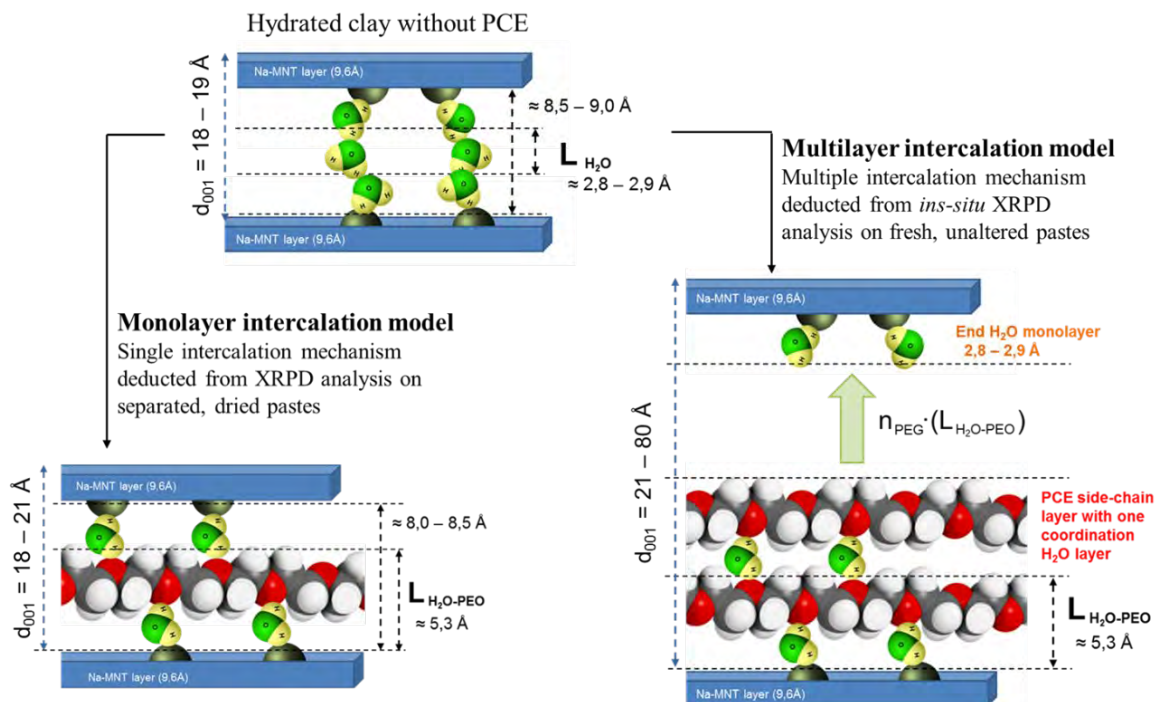 Hydrated clay without PCE
Na-MNT layer (9,6Å)
d001 = 18 – 19 Å
≈ 8,5 – 9,0 Å
L H₂O
≈ 2,8 – 2,9 Å
Na-MNT layer (9,6Å)
Multilayer intercalation model
Multiple intercalation mechanism
deducted from ins-situ XRPD
analysis on fresh, unaltered pastes
Monolayer intercalation model
Single intercalation mechanism
deducted from XRPD analysis on
separated, dried pastes
Na-MNT layer (9,6Å)
d001 = 18 – 21 Å
≈ 8,0 – 8,5 Å
L H₂O-PEO
≈ 5,3 Å
Na-MNT layer (9,6Å)
Na-MNT layer (9,6Å)
End H₂O monolayer
2,8 – 2,9 Å
d001 = 21 – 80 Å
nPEG·(LH₂O-PEO)
PCE side-chain
layer with one
coordination
H₂O layer
L H₂O-PEO
≈ 5,3 Å
Na-MNT layer (9,6Å)